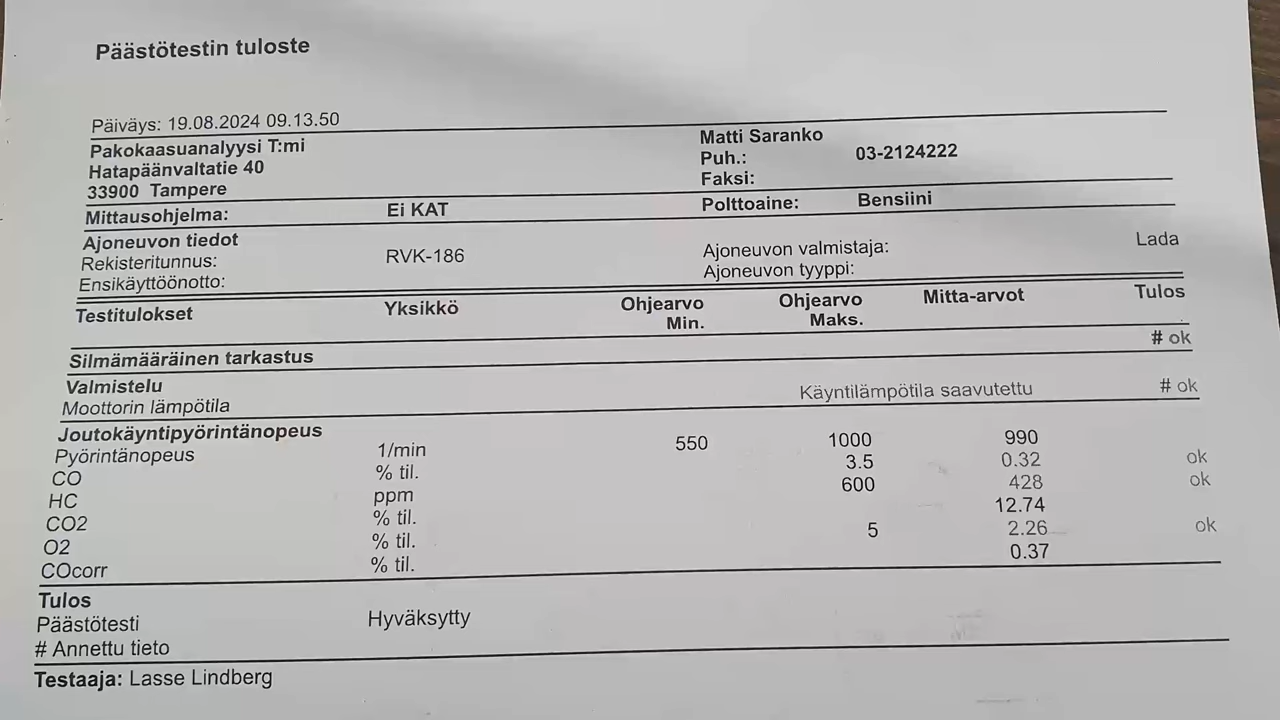 Päästötestin tuloste
Päiväys: 19.08.2024 09.13.50
Pakokaasuanalyysi T:mi Matti Saranko
Hatapäänvaltatie 40 Puh.: 03-2124222
33900 Tampere Faksi:
Mittausohjelma: Ei KAT Polttoaine: Bensiini
Ajoneuvon tiedot
Rekisteritunnus: RVK-186 Ajoneuvon valmistaja: Lada
Ensikäyttöönotto: Ajoneuvon tyyppi:
Testitulokset Yksikkö Ohjearvo Min. Ohjearvo Maks. Mitta-arvot Tulos
Silmämääräinen tarkastus # ok
Valmistelu
Moottorin lämpötila Käyntilämpötila saavutettu # ok
Joutokäyntipyörintänopeus
Pyörintänopeus 1/min 550 1000 990
CO % til. 3.5 0.32 ok
HC ppm 600 428 ok
CO2 % til. 12.74
O2 % til. 5 2.26 ok
COcorr % til. 0.37
Tulos
Päästötesti Hyväksytty
# Annettu tieto
Testaaja: Lasse Lindberg